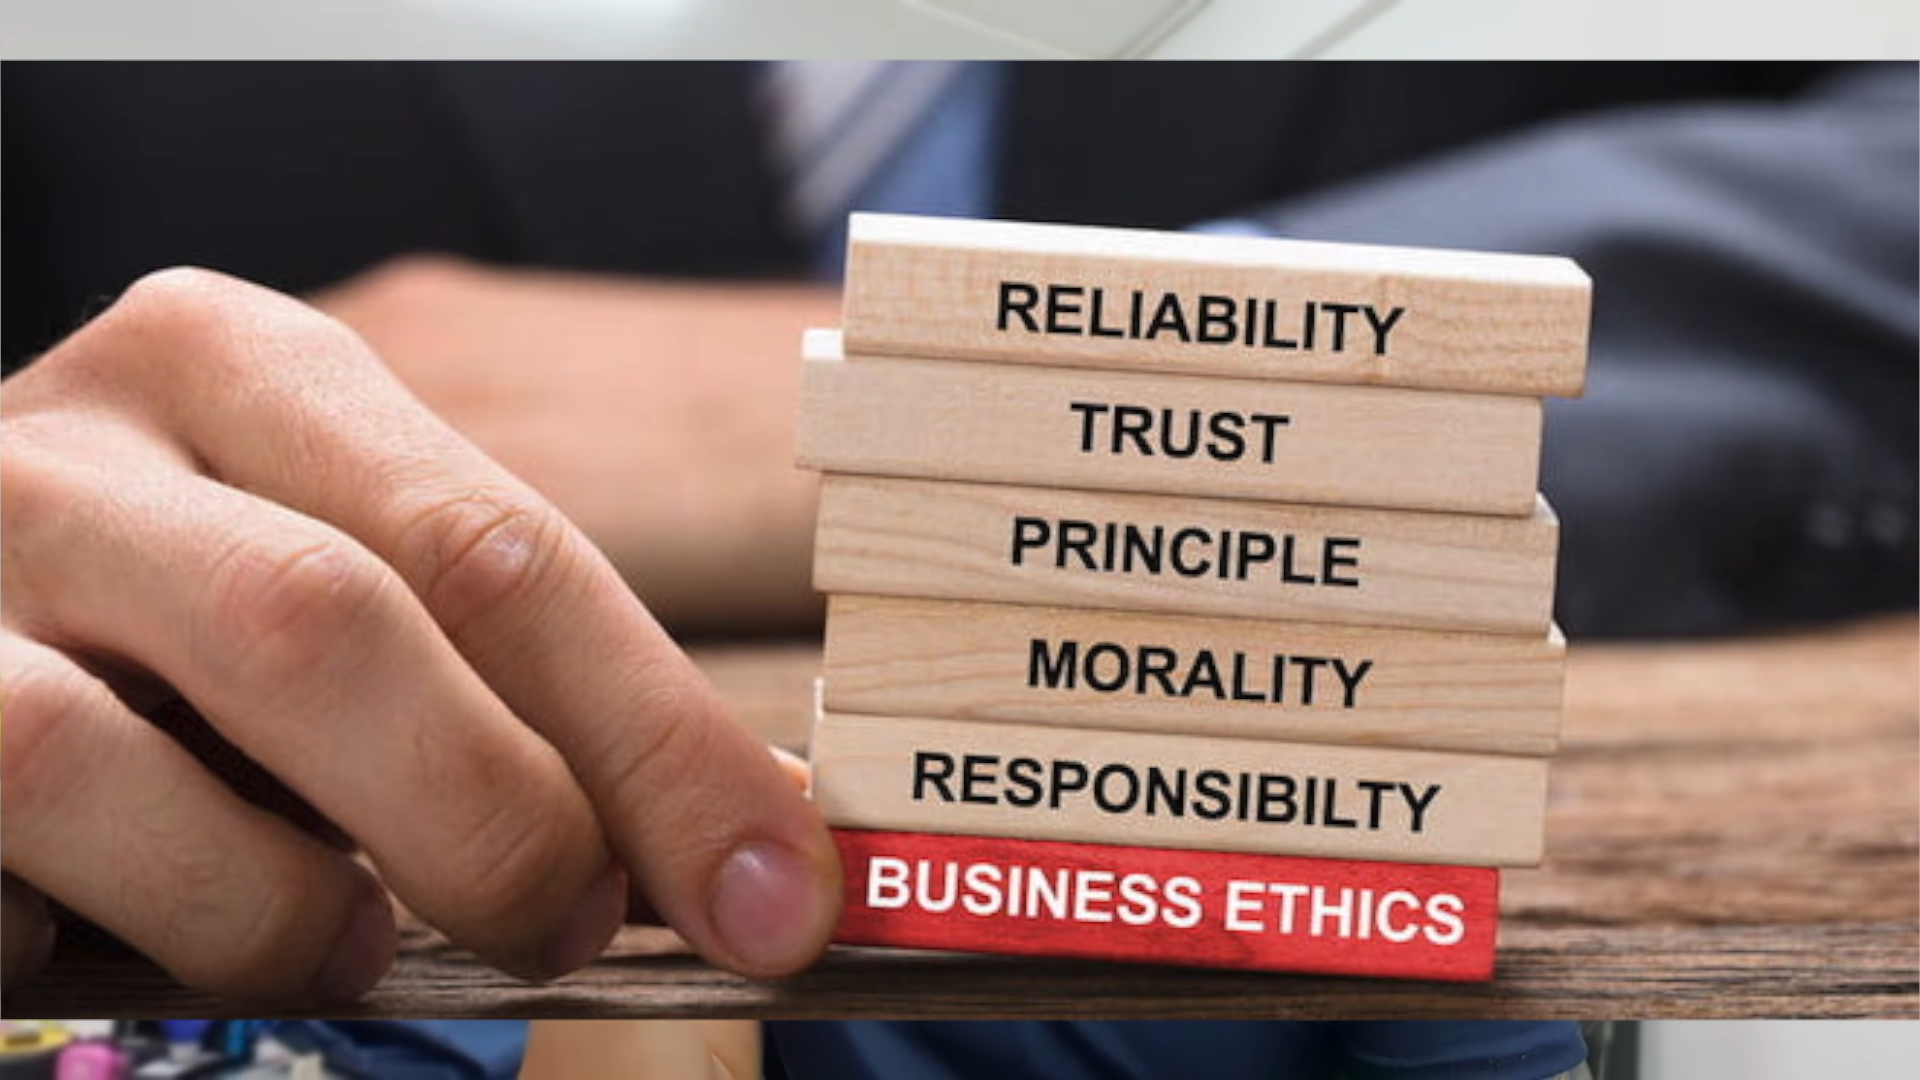 RELIABILITY
TRUST
PRINCIPLE
MORALITY
RESPONSIBILTY
BUSINESS ETHICS